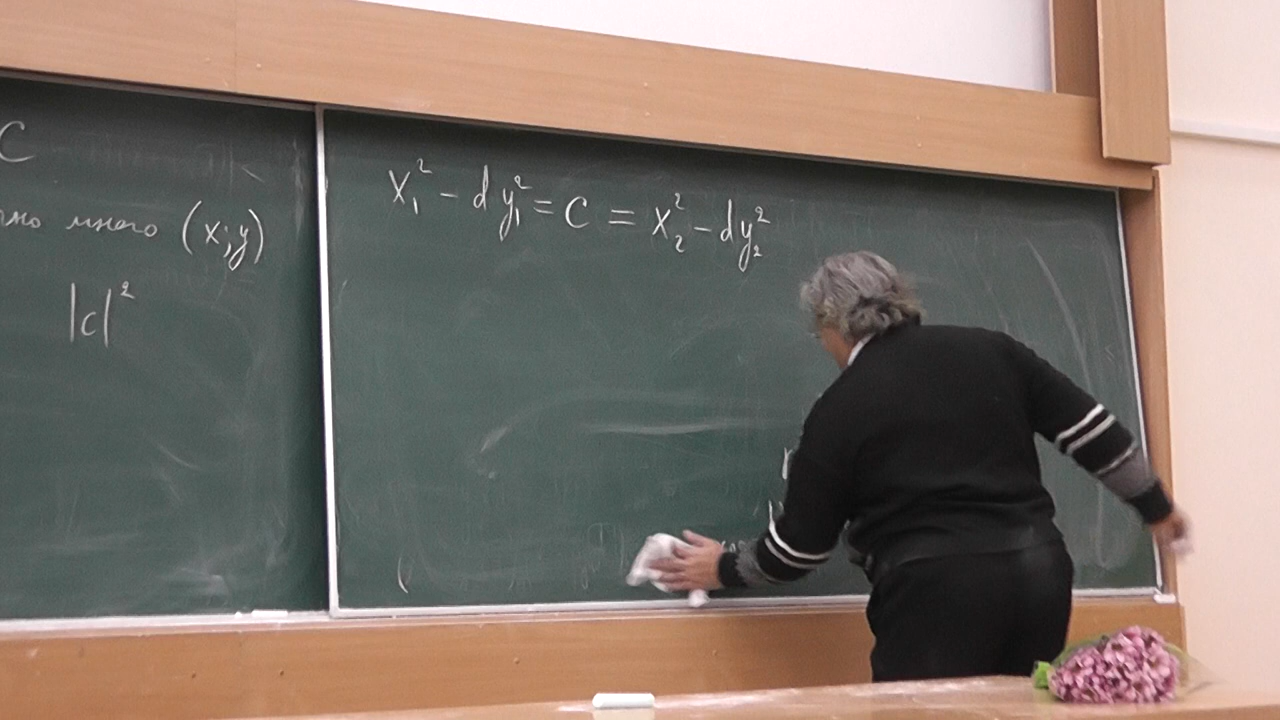 C
много (x;y)
|c|²
x₁² - dy₁² = C = x₂² - dy₂²